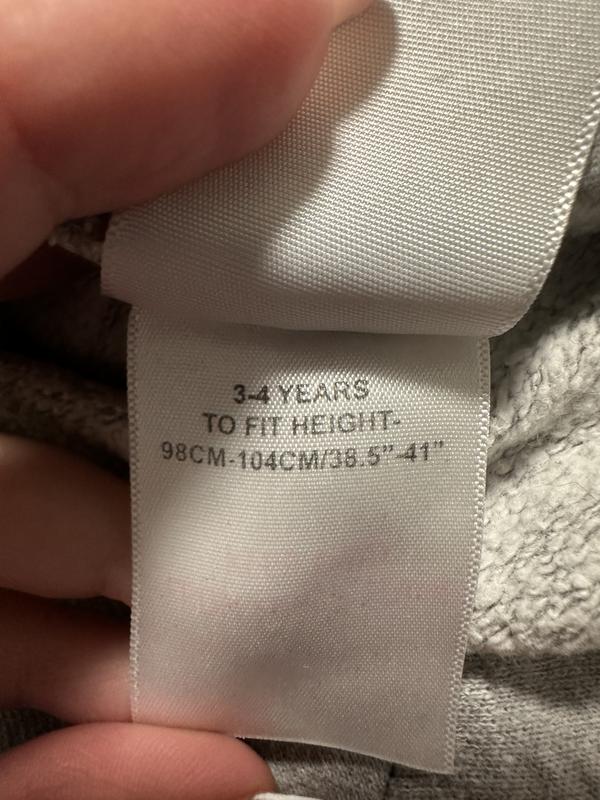 3-4 YEARS
TO FIT HEIGHT-
98CM-104CM/38.5”-41”